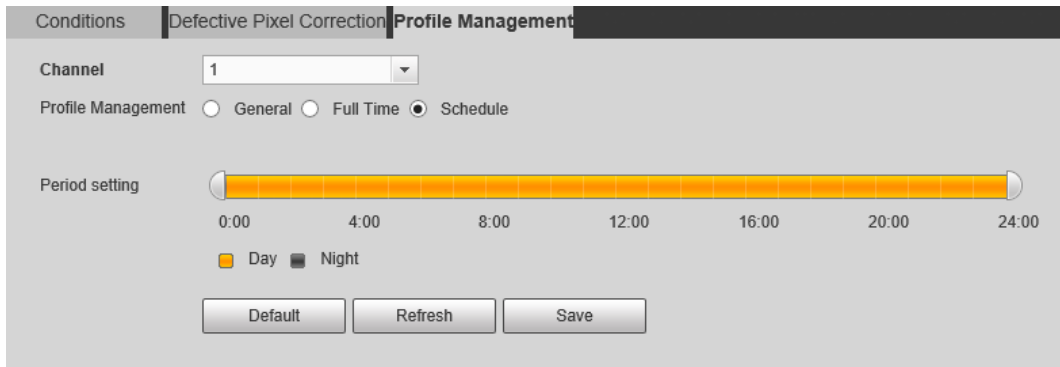 Conditions Defective Pixel Correction Profile Management
Channel 1
Profile Management General Full Time Schedule
Period setting
0:00 4:00 8:00 12:00 16:00 20:00 24:00
Day Night
Default Refresh Save